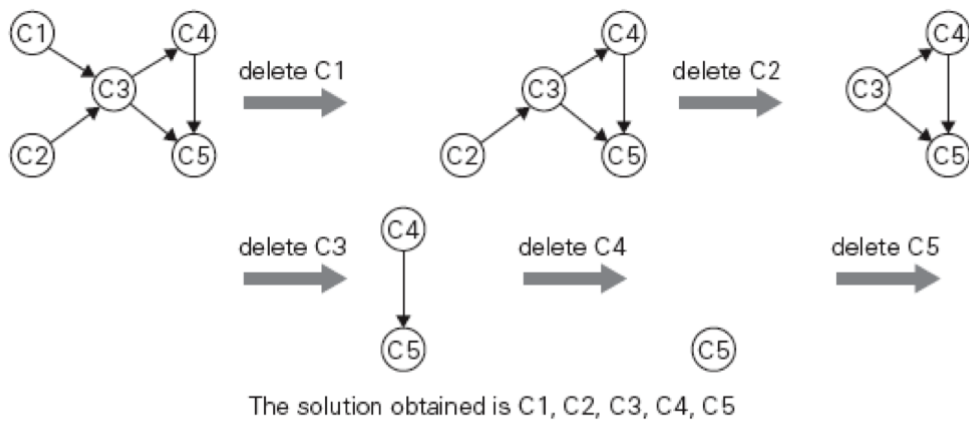 C1
C4
C3
C2
C5
delete C1
C4
C3
C2
C5
delete C2
C4
C3
C5
delete C3
C4
C5
delete C4
C5
delete C5
The solution obtained is C1, C2, C3, C4, C5